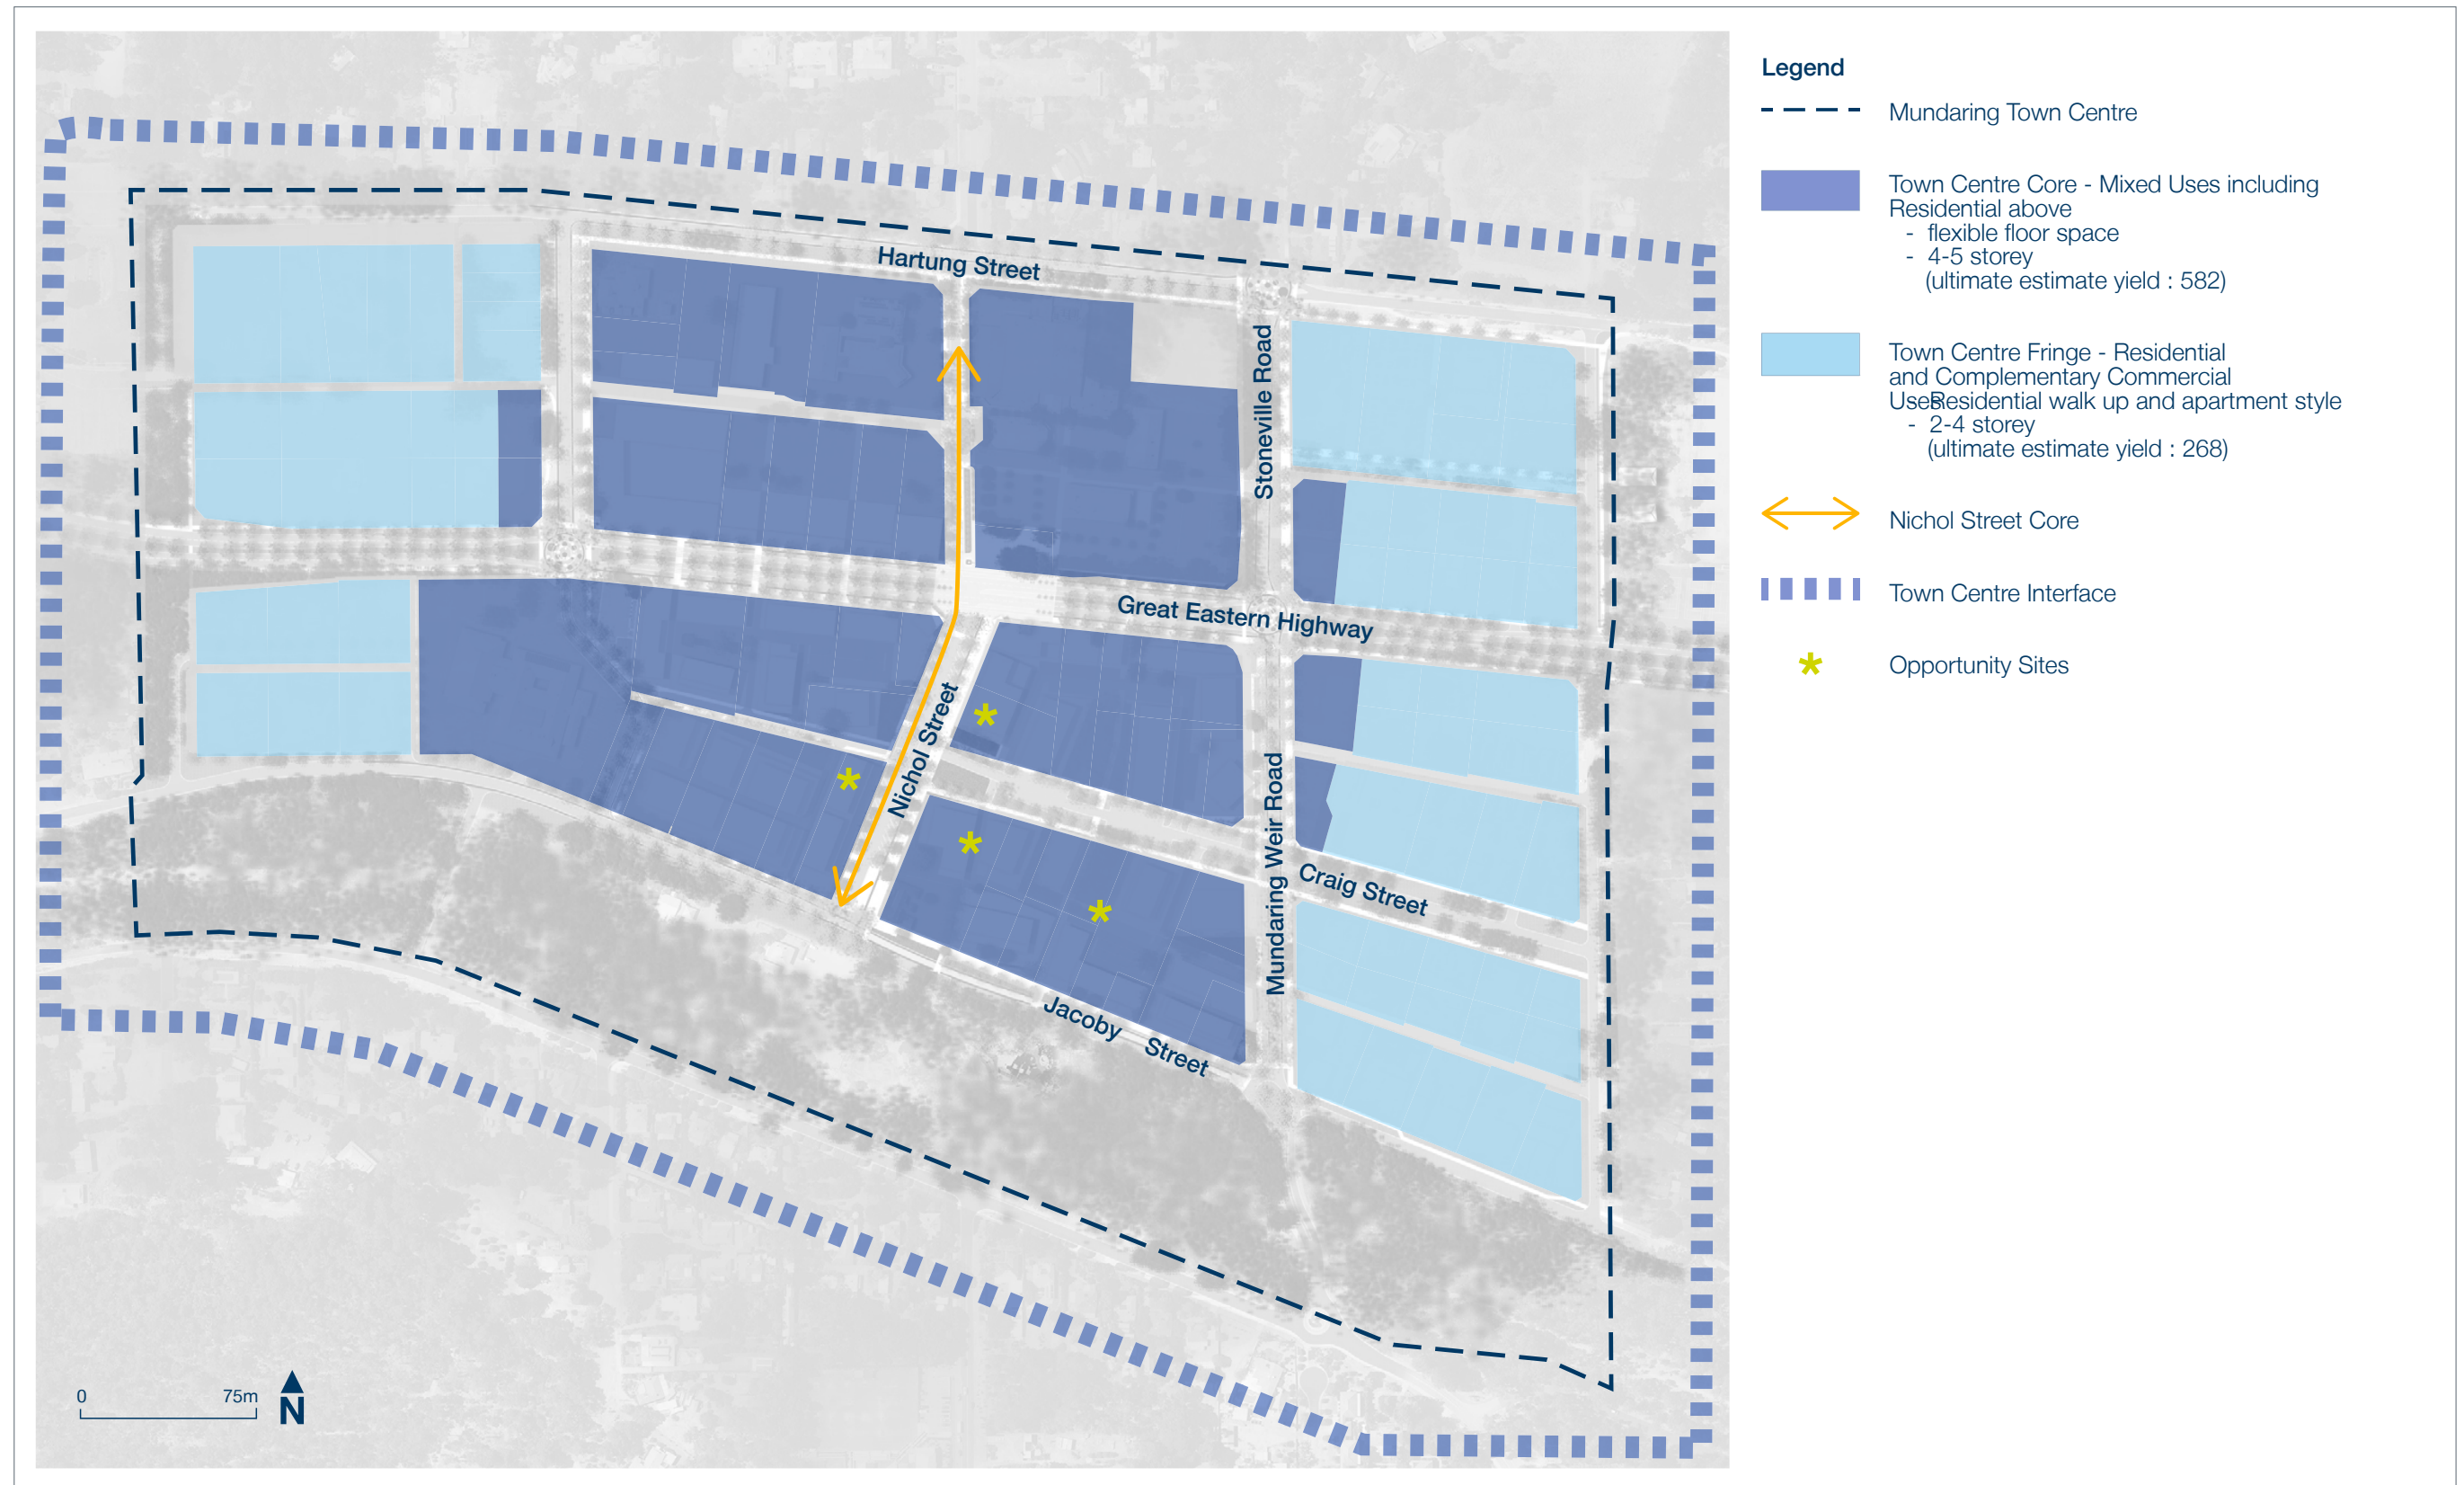 Legend
Mundaring Town Centre
Town Centre Core - Mixed Uses including
Residential above
- flexible floor space
- 4-5 storey
(ultimate estimate yield : 582)
Town Centre Fringe - Residential
and Complementary Commercial
Uses
Residential walk up and apartment style
- 2-4 storey
(ultimate estimate yield : 268)
Nichol Street Core
Town Centre Interface
Opportunity Sites
Hartung Street
Stoneville Road
Great Eastern Highway
Nichol Street
Mundaring Weir Road
Craig Street
Jacoby Street
0 75m
N